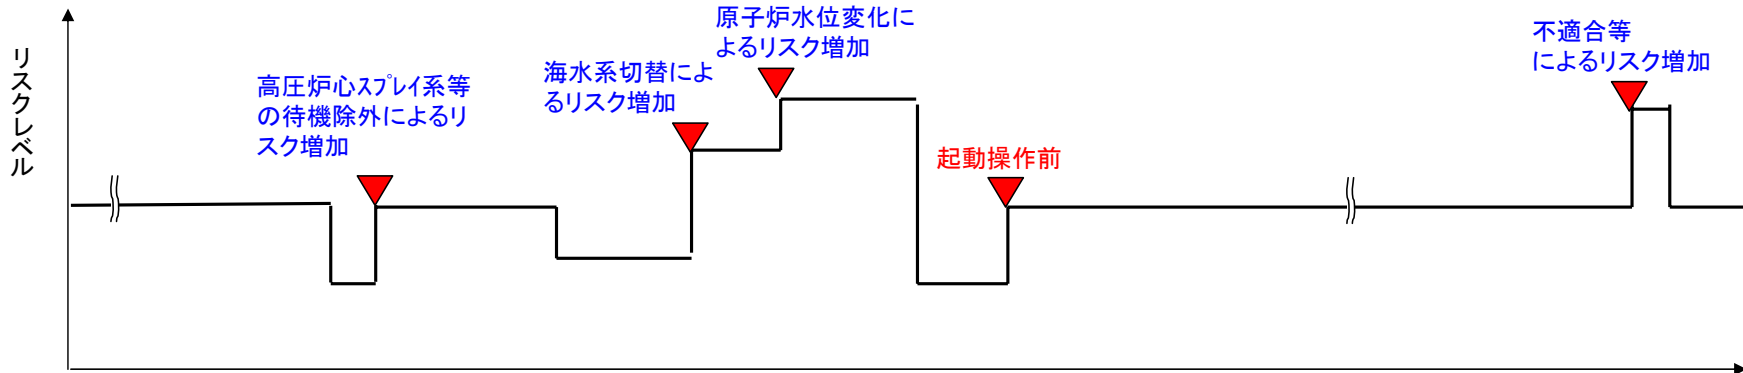 リスクレベル
高圧炉心スプレイ系等
の待機除外によるリ
スク増加
海水系切替によ
るリスク増加
原子炉水位変化に
よるリスク増加
起動操作前
不適合等
によるリスク増加